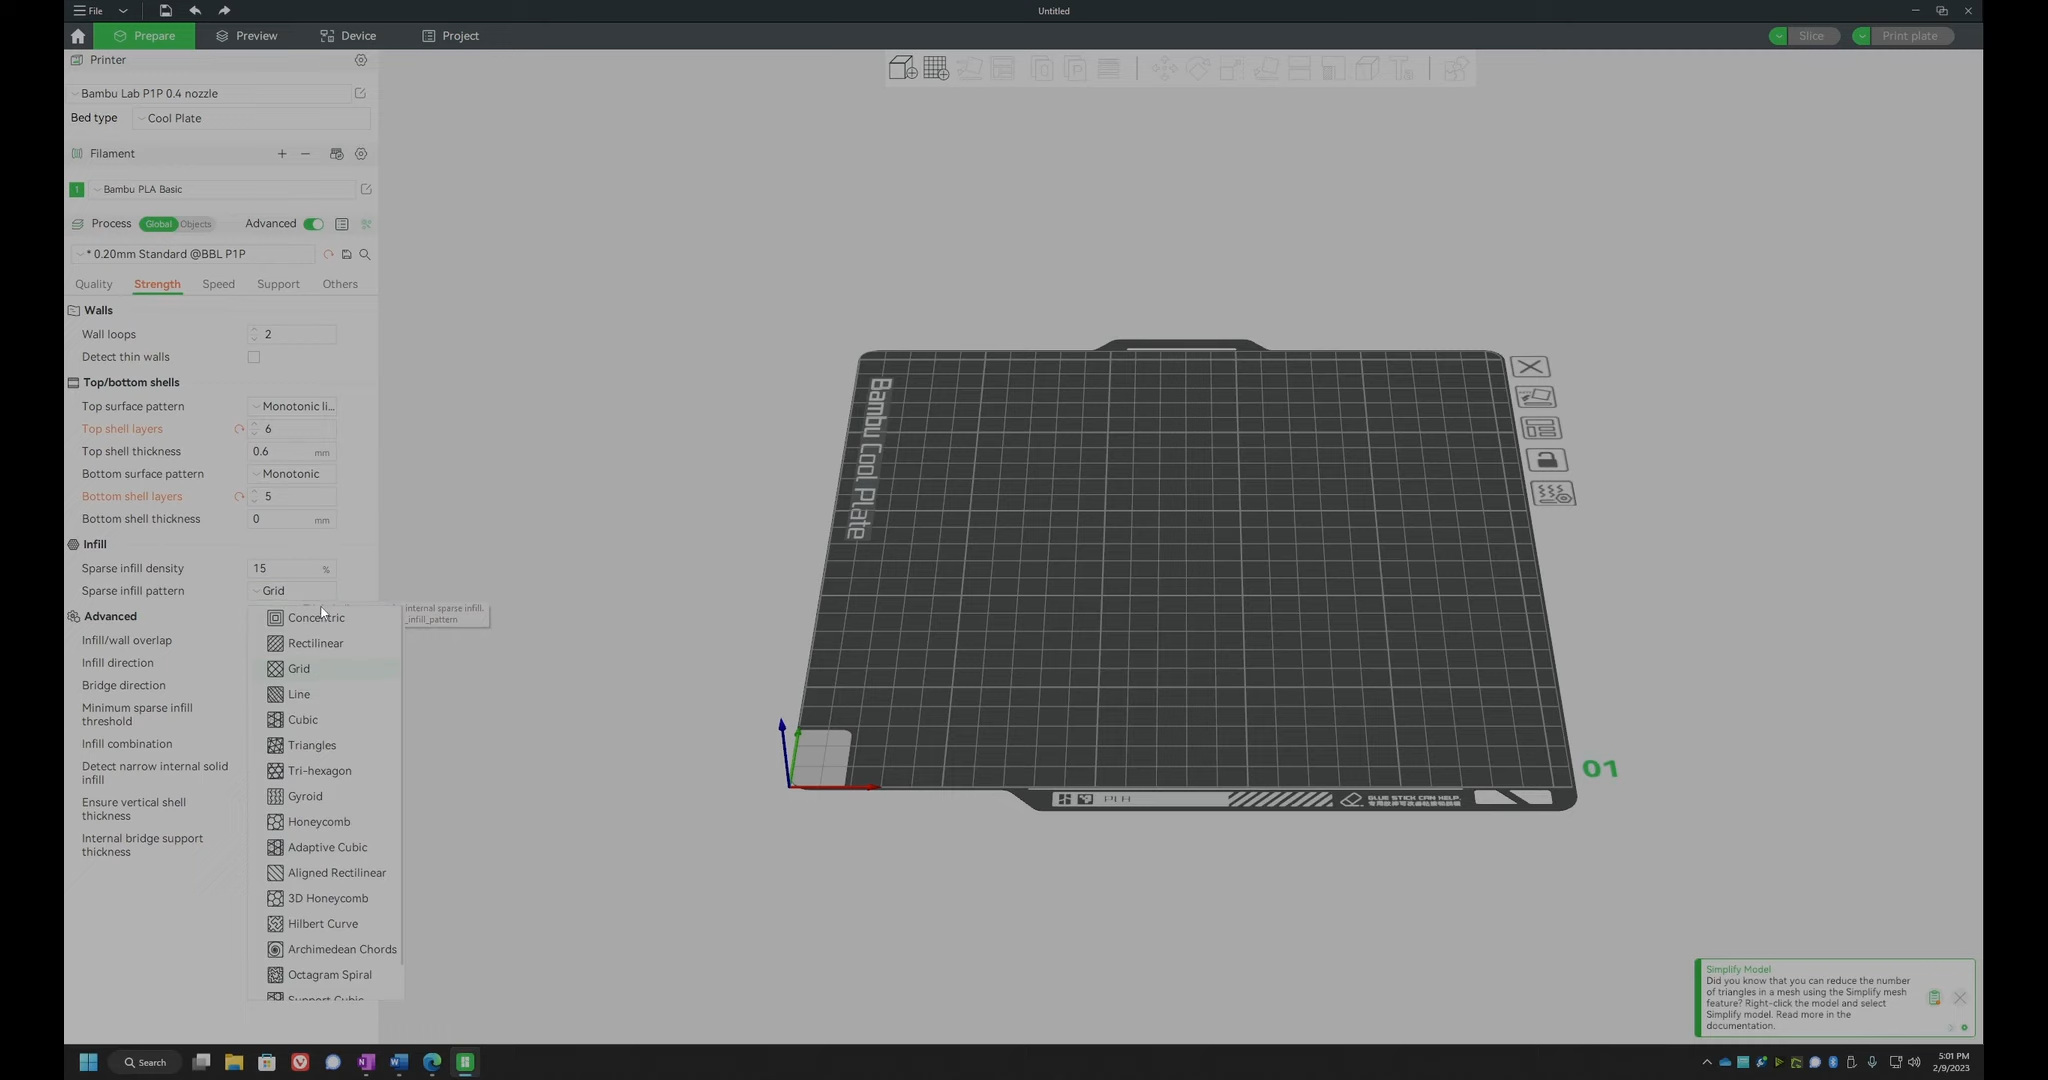 File
Untitled
Prepare
Preview
Device
Project
Slice
Print plate
Printer
Bambu Lab P1P 0.4 nozzle
Bed type
Cool Plate
Filament
1
Bambu PLA Basic
Process
Global
Objects
Advanced
* 0.20mm Standard @BBL P1P
Quality
Strength
Speed
Support
Others
Walls
Wall loops
2
Detect thin walls
Top/bottom shells
Top surface pattern
Monotonic li...
Top shell layers
6
Top shell thickness
0.6
mm
Bottom surface pattern
Monotonic
Bottom shell layers
5
Bottom shell thickness
0
mm
Infill
Sparse infill density
15
%
Sparse infill pattern
Grid
internal sparse infill.
_infill_pattern
Advanced
Infill/wall overlap
Infill direction
Bridge direction
Minimum sparse infill
threshold
Infill combination
Detect narrow internal solid
infill
Ensure vertical shell
thickness
Internal bridge support
thickness
Concentric
Rectilinear
Grid
Line
Cubic
Triangles
Tri-hexagon
Gyroid
Honeycomb
Adaptive Cubic
Aligned Rectilinear
3D Honeycomb
Hilbert Curve
Archimedean Chords
Octagram Spiral
Support Cubic
Bambu Cool Plate
01
PLA
GLUE STICK CAN HELP.
Simplify Model
Did you know that you can reduce the number
of triangles in a mesh using the Simplify mesh
feature? Right-click the model and select
Simplify model. Read more in the
documentation.
Search
5:01 PM
2/9/2023